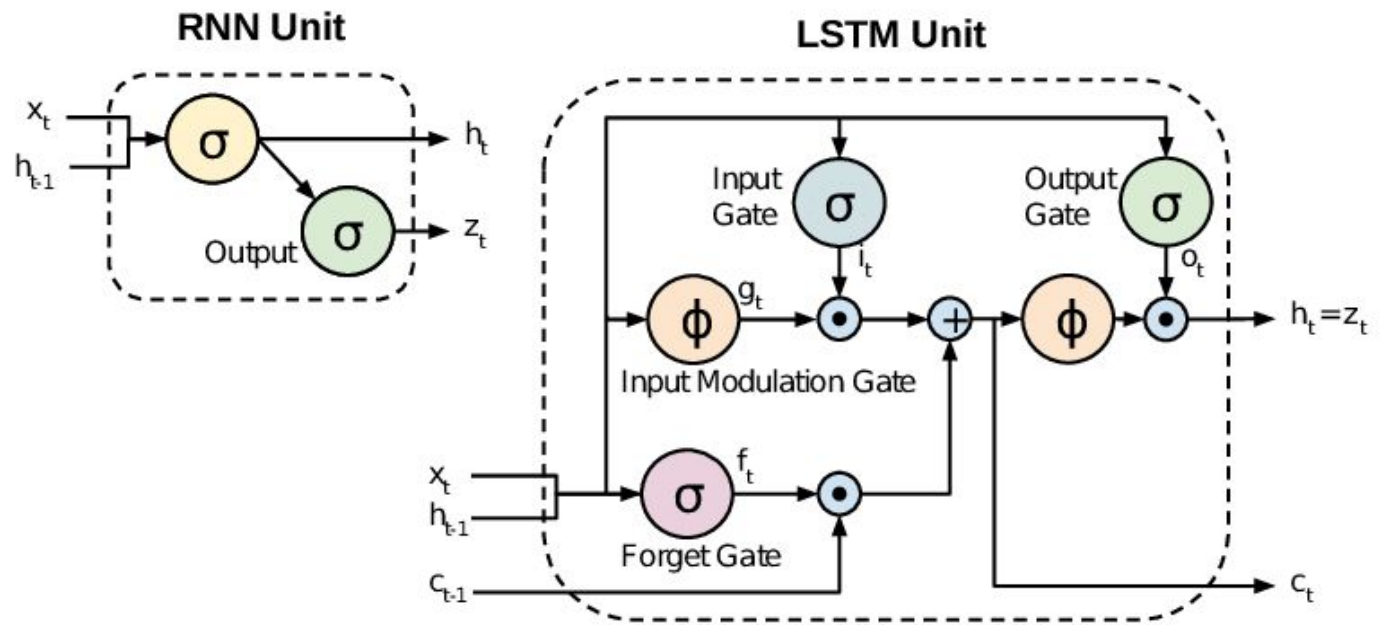 RNN Unit
x_t
h_t-1
σ
h_t
Output
σ
z_t
LSTM Unit
Input
Gate
σ
i_t
Output
Gate
σ
o_t
ϕ
g_t
+
ϕ
h_t=z_t
Input Modulation Gate
x_t
h_t-1
σ
f_t
Forget Gate
c_t-1
c_t